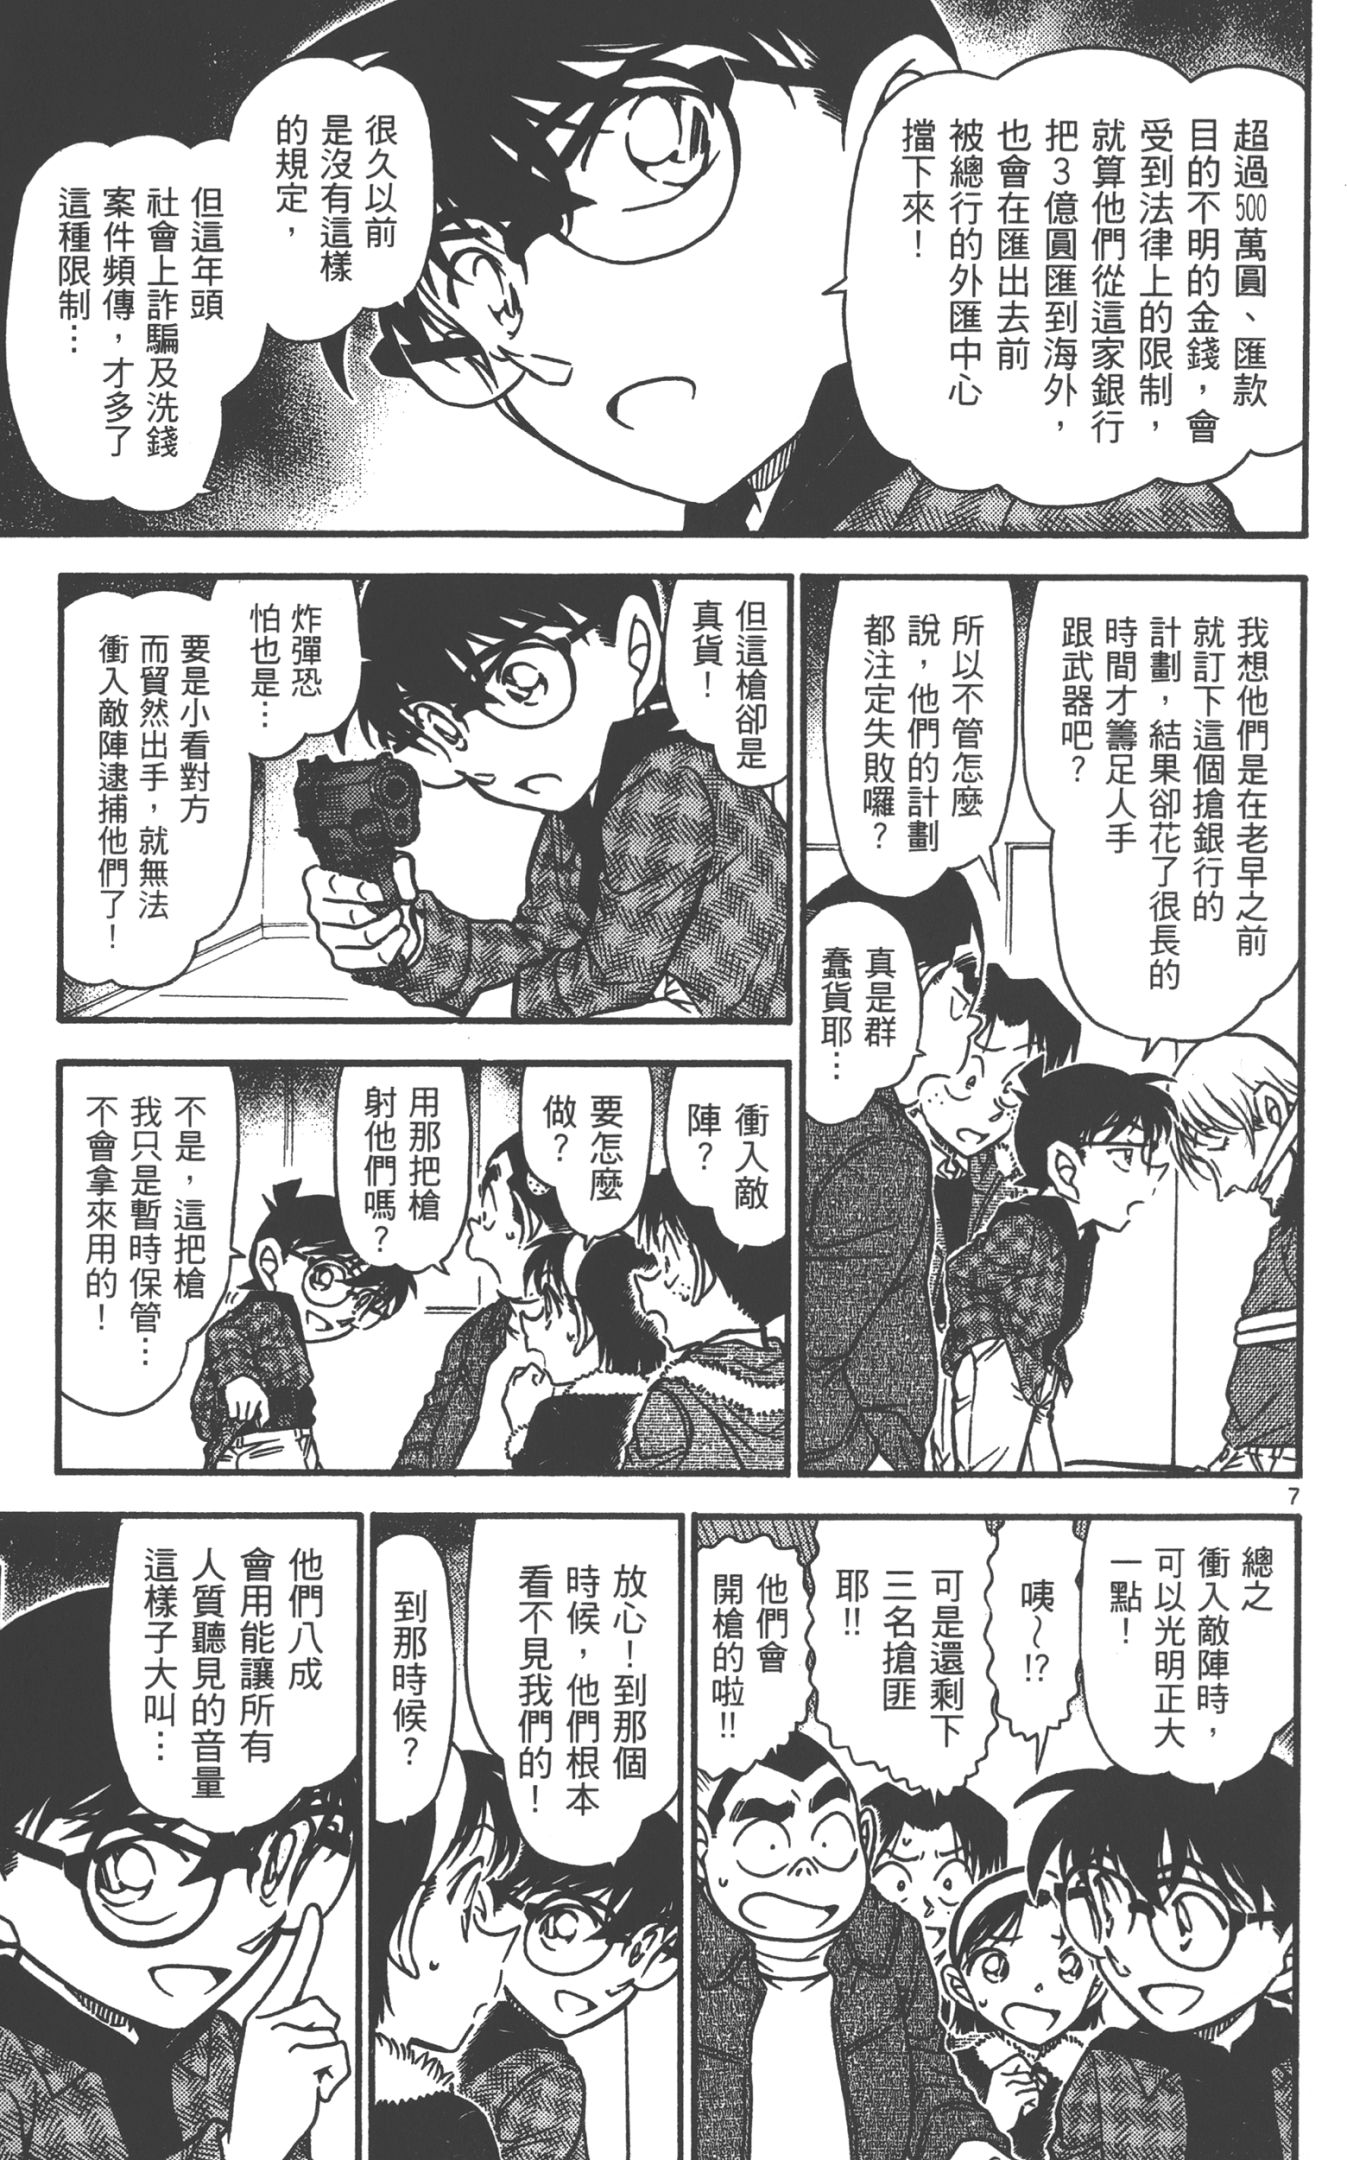 超過500萬圓、匯款
目的不明的金錢，會
受到法律上的限制，
就算他們從這家銀行
把3億圓匯到海外，
也會在匯出去前
被總行的外匯中心
擋下來！
很久以前
是沒有這樣
的規定，
但這年頭
社會上詐騙及洗錢
案件頻傳，才多了
這種限制…
我想他們是在老早之前
就訂下這個搶銀行的
計劃，結果卻花了很長的
時間才籌足人手
跟武器吧？
所以不管怎麼
說，他們的計劃
都注定失敗囉？
真是群
蠢貨耶…
但這槍卻是
真貨！
炸彈恐
怕也是…
要是小看對方
而貿然出手，就無法
衝入敵陣逮捕他們了！
衝入敵
陣？
要怎麼
做？
用那把槍
射他們嗎？
不是，這把槍
我只是暫時保管…
不會拿來用的！
7
總之
衝入敵陣時，
可以光明正大
一點！
咦～!?
可是還剩下
三名搶匪
耶!!
他們會
開槍的啦!!
放心！到那個
時候，他們根本
看不見我們的！
到那時候？
他們八成
會用能讓所有
人質聽見的音量
這樣子大叫…